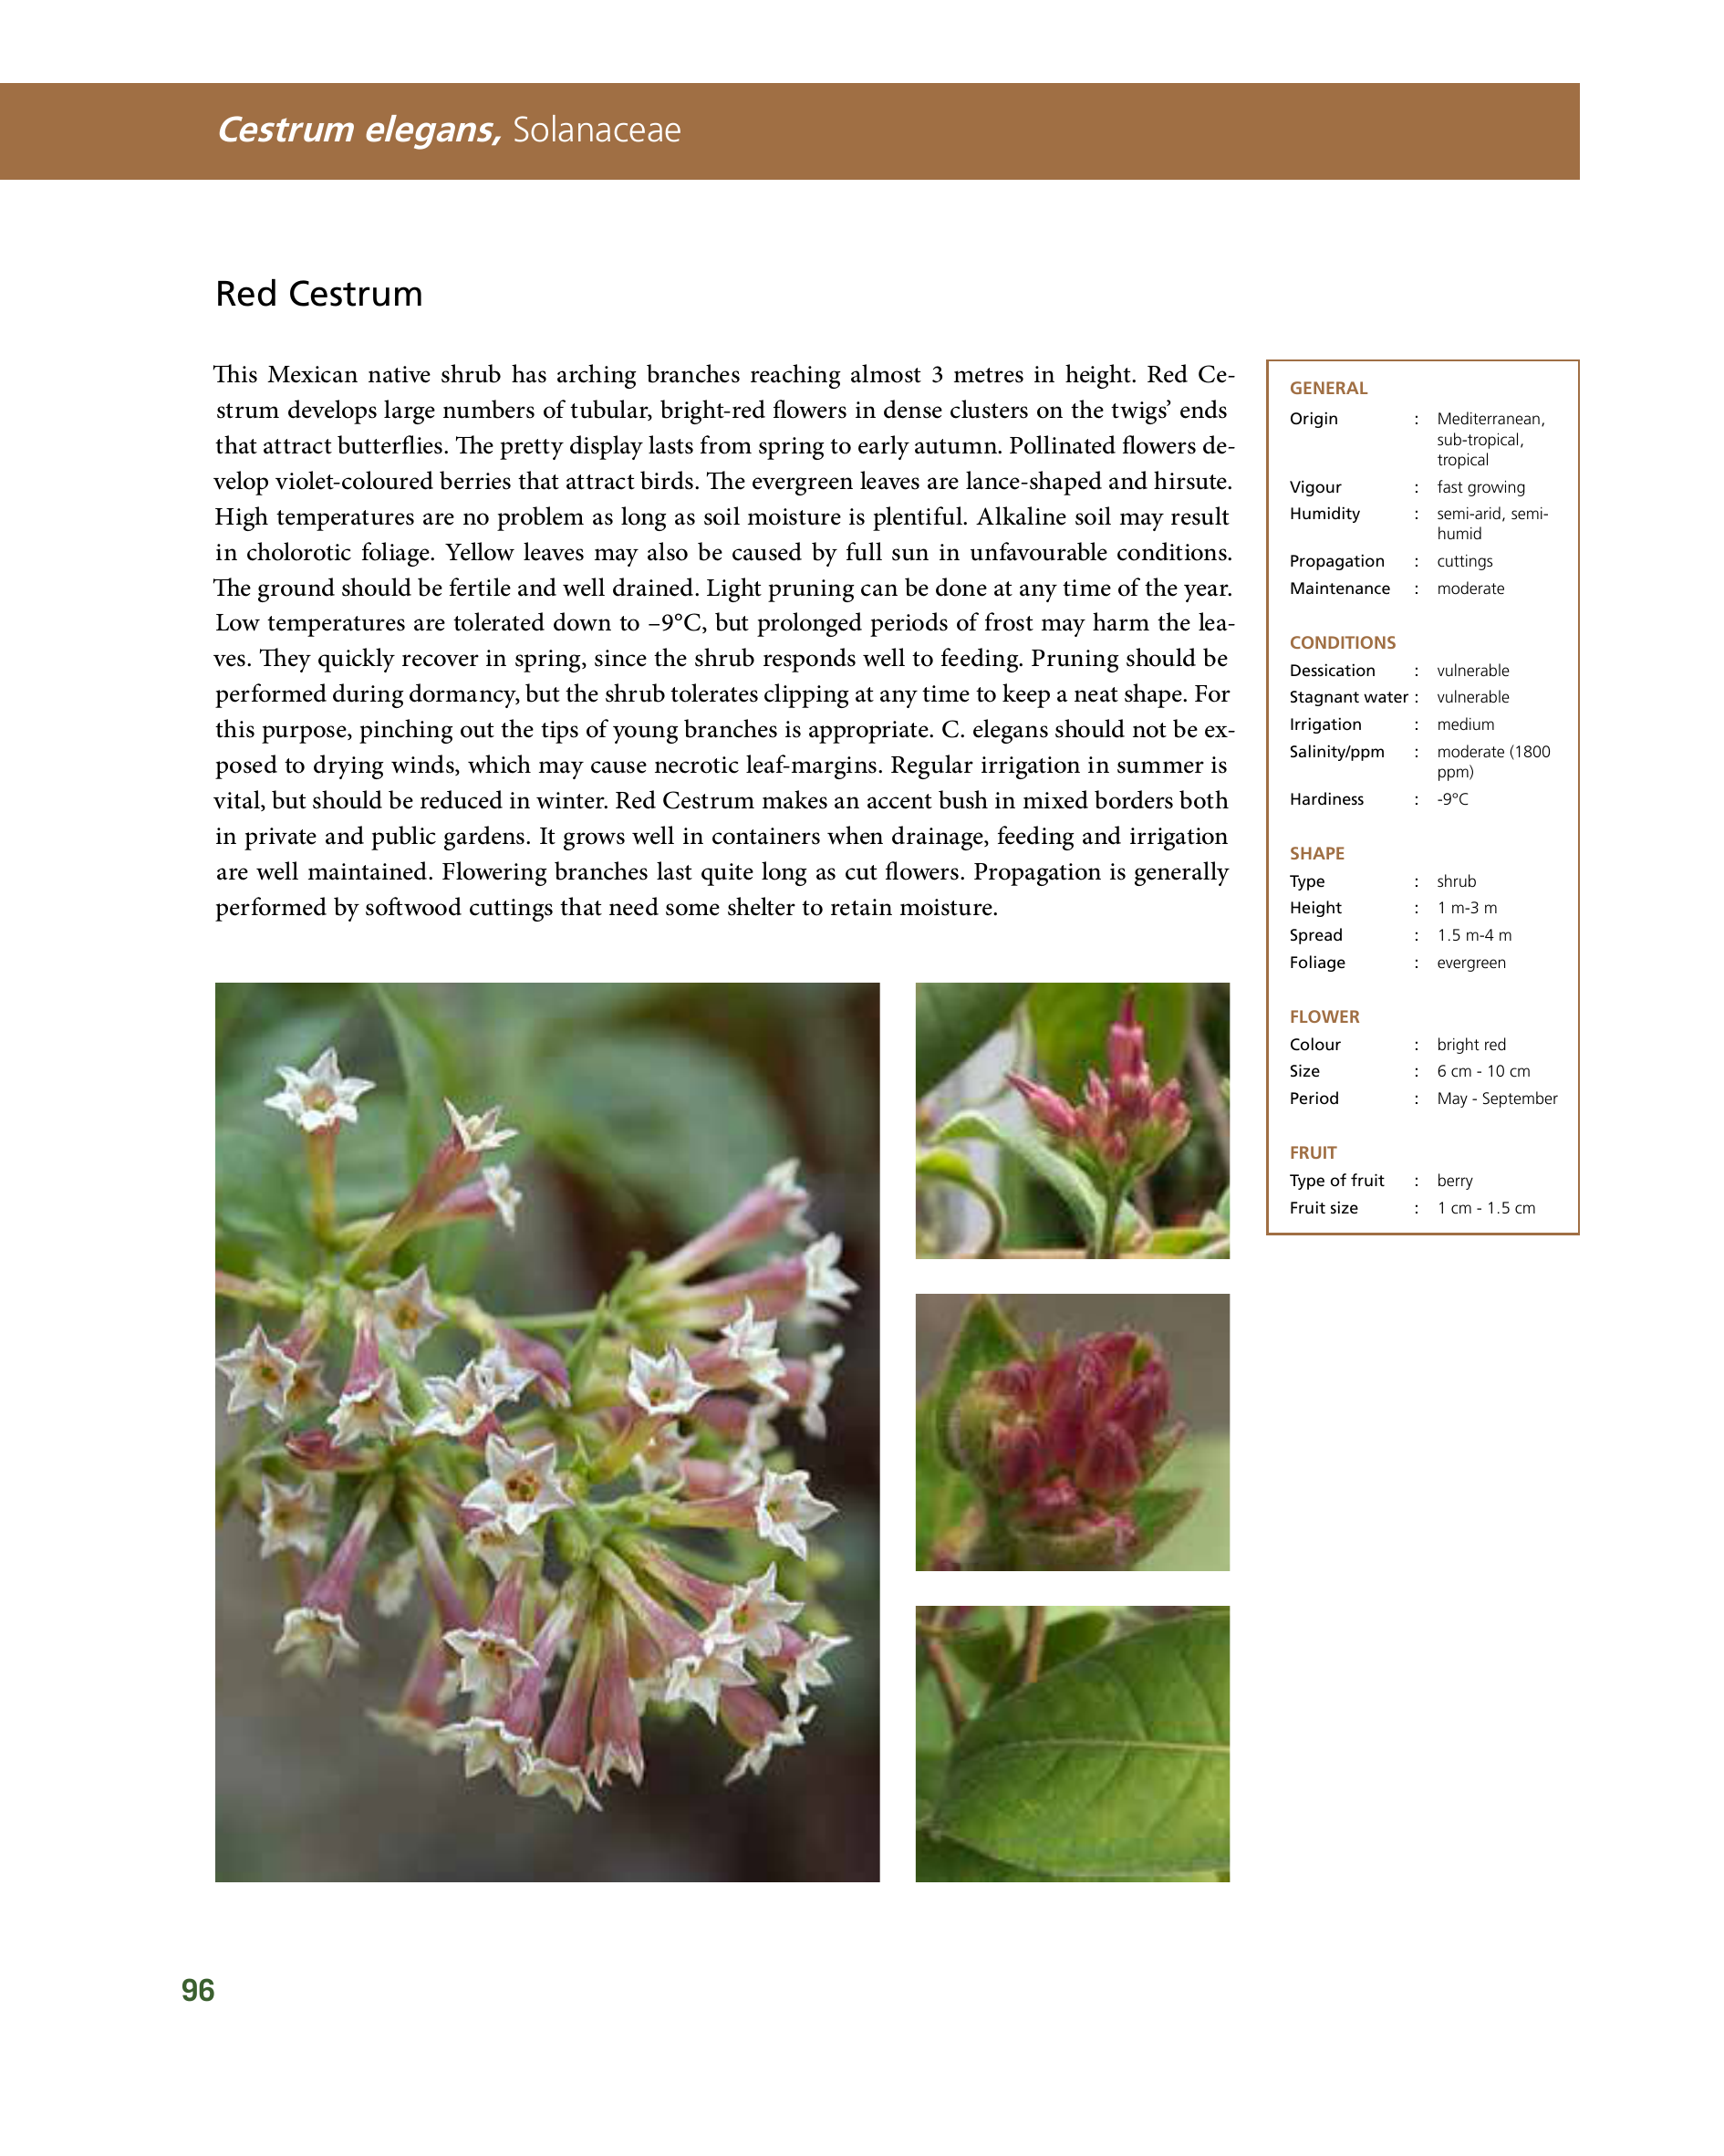 Cestrum elegans, Solanaceae
Red Cestrum
This Mexican native shrub has arching branches reaching almost 3 metres in height. Red Ce-
strum develops large numbers of tubular, bright-red flowers in dense clusters on the twigs’ ends
that attract butterflies. The pretty display lasts from spring to early autumn. Pollinated flowers de-
velop violet-coloured berries that attract birds. The evergreen leaves are lance-shaped and hirsute.
High temperatures are no problem as long as soil moisture is plentiful. Alkaline soil may result
in cholorotic foliage. Yellow leaves may also be caused by full sun in unfavourable conditions.
The ground should be fertile and well drained. Light pruning can be done at any time of the year.
Low temperatures are tolerated down to –9°C, but prolonged periods of frost may harm the lea-
ves. They quickly recover in spring, since the shrub responds well to feeding. Pruning should be
performed during dormancy, but the shrub tolerates clipping at any time to keep a neat shape. For
this purpose, pinching out the tips of young branches is appropriate. C. elegans should not be ex-
posed to drying winds, which may cause necrotic leaf-margins. Regular irrigation in summer is
vital, but should be reduced in winter. Red Cestrum makes an accent bush in mixed borders both
in private and public gardens. It grows well in containers when drainage, feeding and irrigation
are well maintained. Flowering branches last quite long as cut flowers. Propagation is generally
performed by softwood cuttings that need some shelter to retain moisture.
GENERAL
Origin : Mediterranean,
sub-tropical,
tropical
Vigour : fast growing
Humidity : semi-arid, semi-
humid
Propagation : cuttings
Maintenance : moderate
CONDITIONS
Dessication : vulnerable
Stagnant water : vulnerable
Irrigation : medium
Salinity/ppm : moderate (1800
ppm)
Hardiness : -9°C
SHAPE
Type : shrub
Height : 1 m-3 m
Spread : 1.5 m-4 m
Foliage : evergreen
FLOWER
Colour : bright red
Size : 6 cm - 10 cm
Period : May - September
FRUIT
Type of fruit : berry
Fruit size : 1 cm - 1.5 cm
96